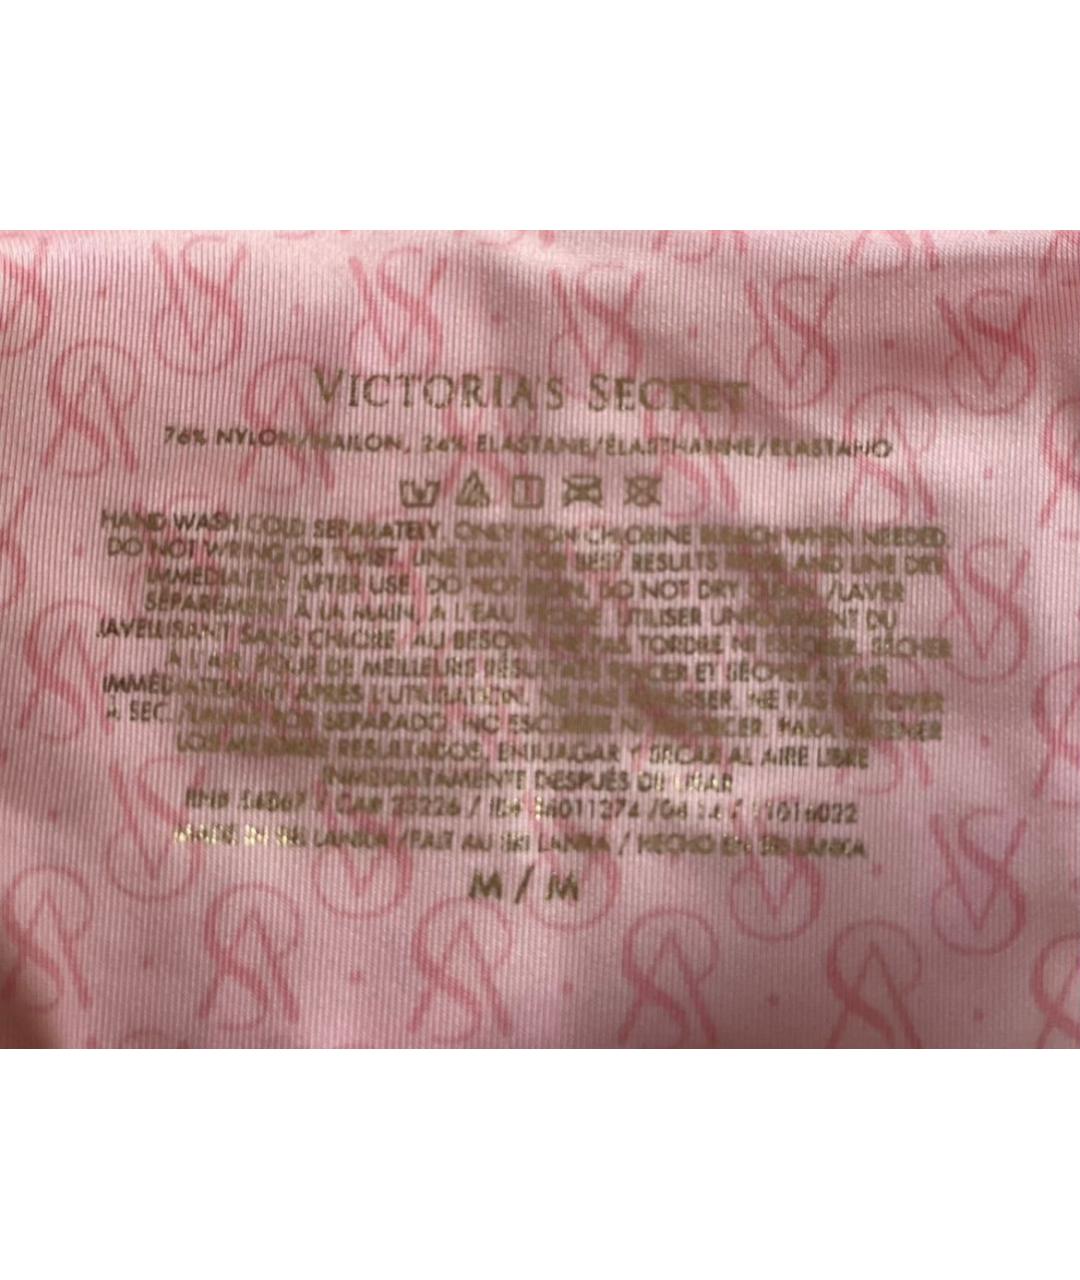 VICTORIA'S SECRET
76% NYLON/NAILON, 24% ELASTANE/ÉLASTHANNE/ELASTANO
HAND WASH COLD SEPARATELY. ONLY NON CHLORINE BLEACH WHEN NEEDED
DO NOT WRING OR TWIST. LINE DRY. FOR BEST RESULTS AND LINE DRY
IMMEDIATELY AFTER USE. DO NOT IRON. DO NOT DRY CLEAN. /LAVER
SÉPARÉMENT À LA MAIN, À L'EAU FROIDE. UTILISER UNIQUEMENT DU
JAVELLISANT SANS CHLORE, AU BESOIN. NE PAS TORDRE NI ESSORER. SÉCHER
À L'AIR. POUR DE MEILLEURS RÉSULTATS, RINCER ET SÉCHER À L'AIR
IMMÉDIATEMENT APRÈS L'UTILISATION. NE PAS REPASSER. NE PAS NETTOYER
À SEC. / LAVAR POR SEPARADO. NO ESCURRIR NI PARA OBTENER
LOS MEJORES RESULTADOS, ENJUAGAR Y SECAR AL AIRE LIBRE
INMEDIATAMENTE DESPUÉS DE USAR
RN# 54867 / CA# 23226 / ID#
MADE IN SRI LANKA /FAIT AU SRI LANKA / HECHO EN SRI LANKA
M / M